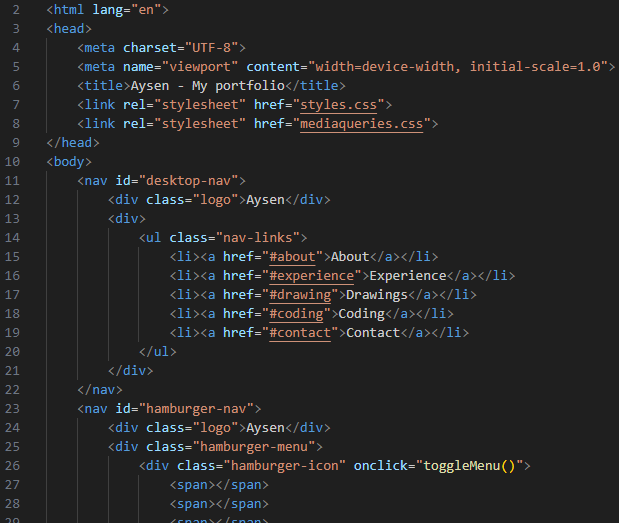 2 <html lang="en">
3 <head>
4 <meta charset="UTF-8">
5 <meta name="viewport" content="width=device-width, initial-scale=1.0">
6 <title>Aysen - My portfolio</title>
7 <link rel="stylesheet" href="styles.css">
8 <link rel="stylesheet" href="mediaqueries.css">
9 </head>
10 <body>
11 <nav id="desktop-nav">
12 <div class="logo">Aysen</div>
13 <div>
14 <ul class="nav-links">
15 <li><a href="#about">About</a></li>
16 <li><a href="#experience">Experience</a></li>
17 <li><a href="#drawing">Drawings</a></li>
18 <li><a href="#coding">Coding</a></li>
19 <li><a href="#contact">Contact</a></li>
20 </ul>
21 </div>
22 </nav>
23 <nav id="hamburger-nav">
24 <div class="logo">Aysen</div>
25 <div class="hamburger-menu">
26 <div class="hamburger-icon" onclick="toggleMenu()">
27 <span></span>
28 <span></span>
29 <span></span>